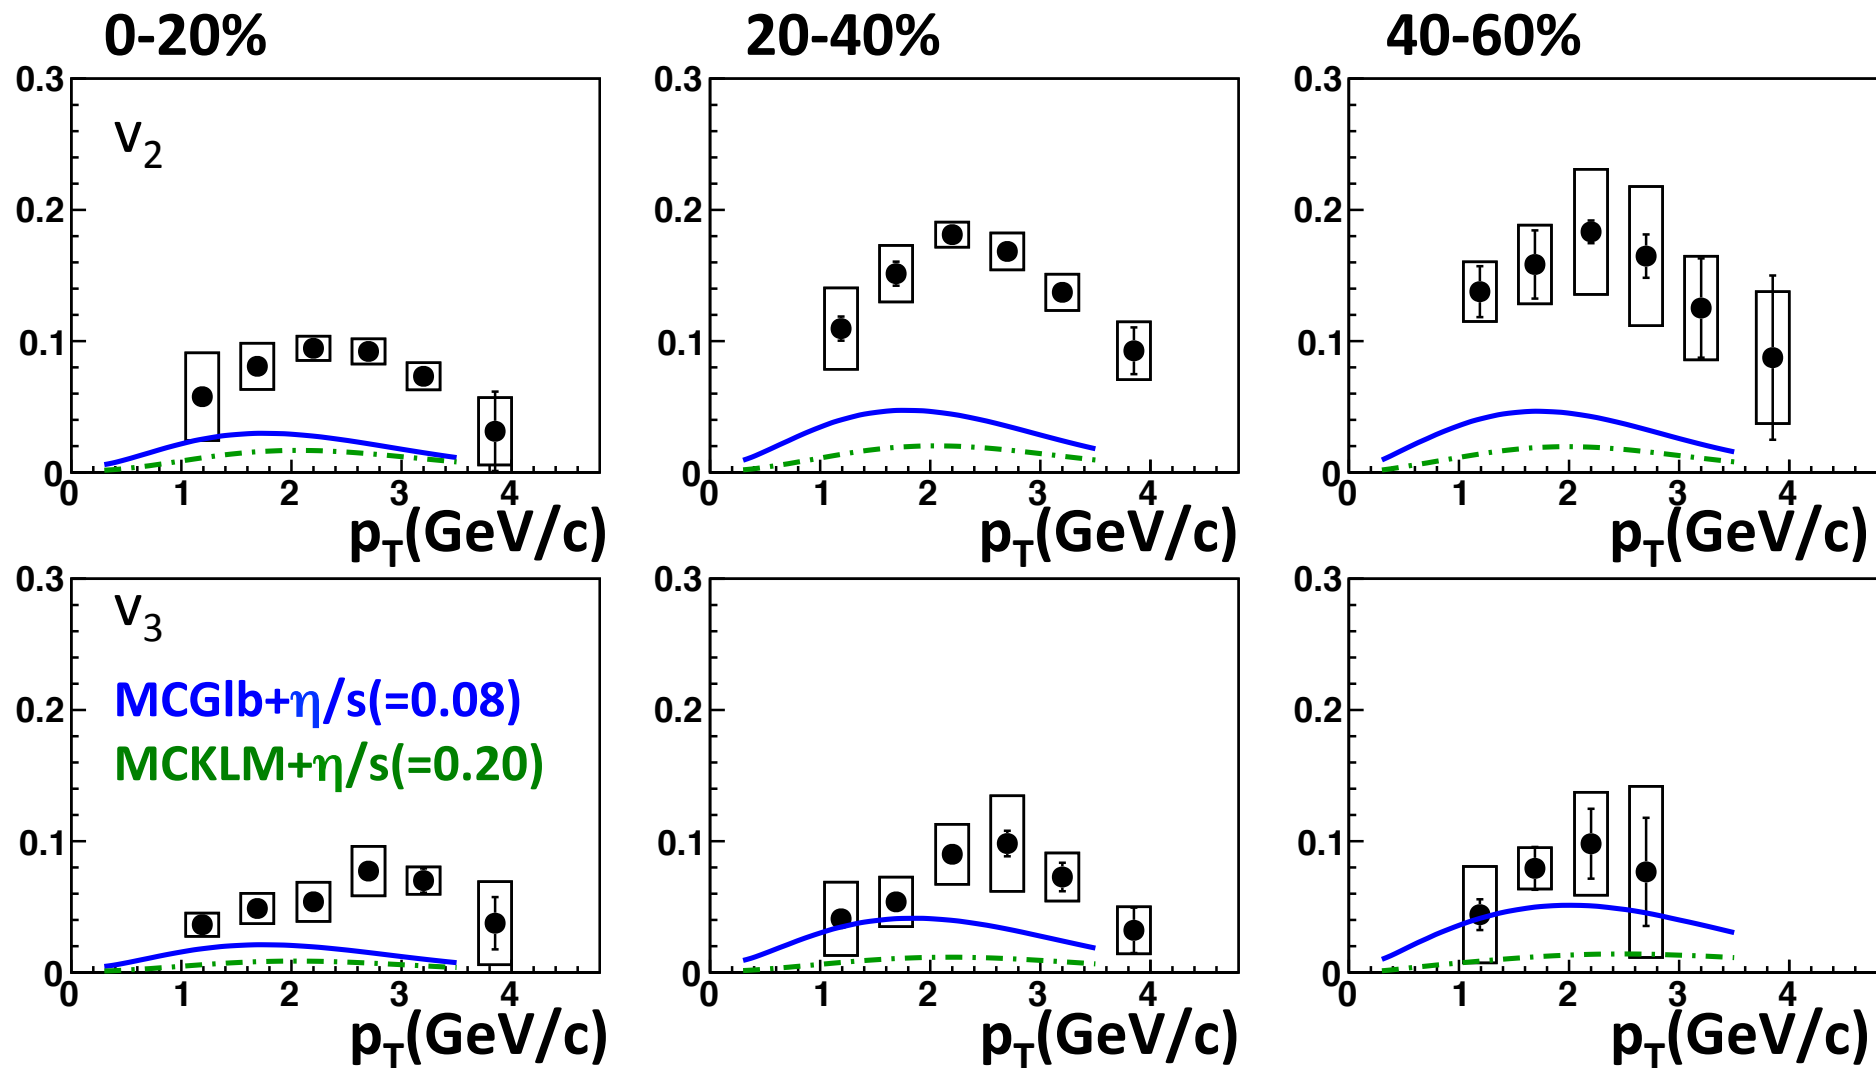 0-20% 20-40% 40-60%
0.3 0.3 0.3
v2
0.2 0.2 0.2
0.1 0.1 0.1
0 0 0
0 1 2 3 4 0 1 2 3 4 0 1 2 3 4
pT(GeV/c) pT(GeV/c) pT(GeV/c)
0.3 0.3 0.3
v3
MCGlb+η/s(=0.08)
0.2 0.2 0.2
MCKLM+η/s(=0.20)
0.1 0.1 0.1
0 0 0
0 1 2 3 4 0 1 2 3 4 0 1 2 3 4
pT(GeV/c) pT(GeV/c) pT(GeV/c)